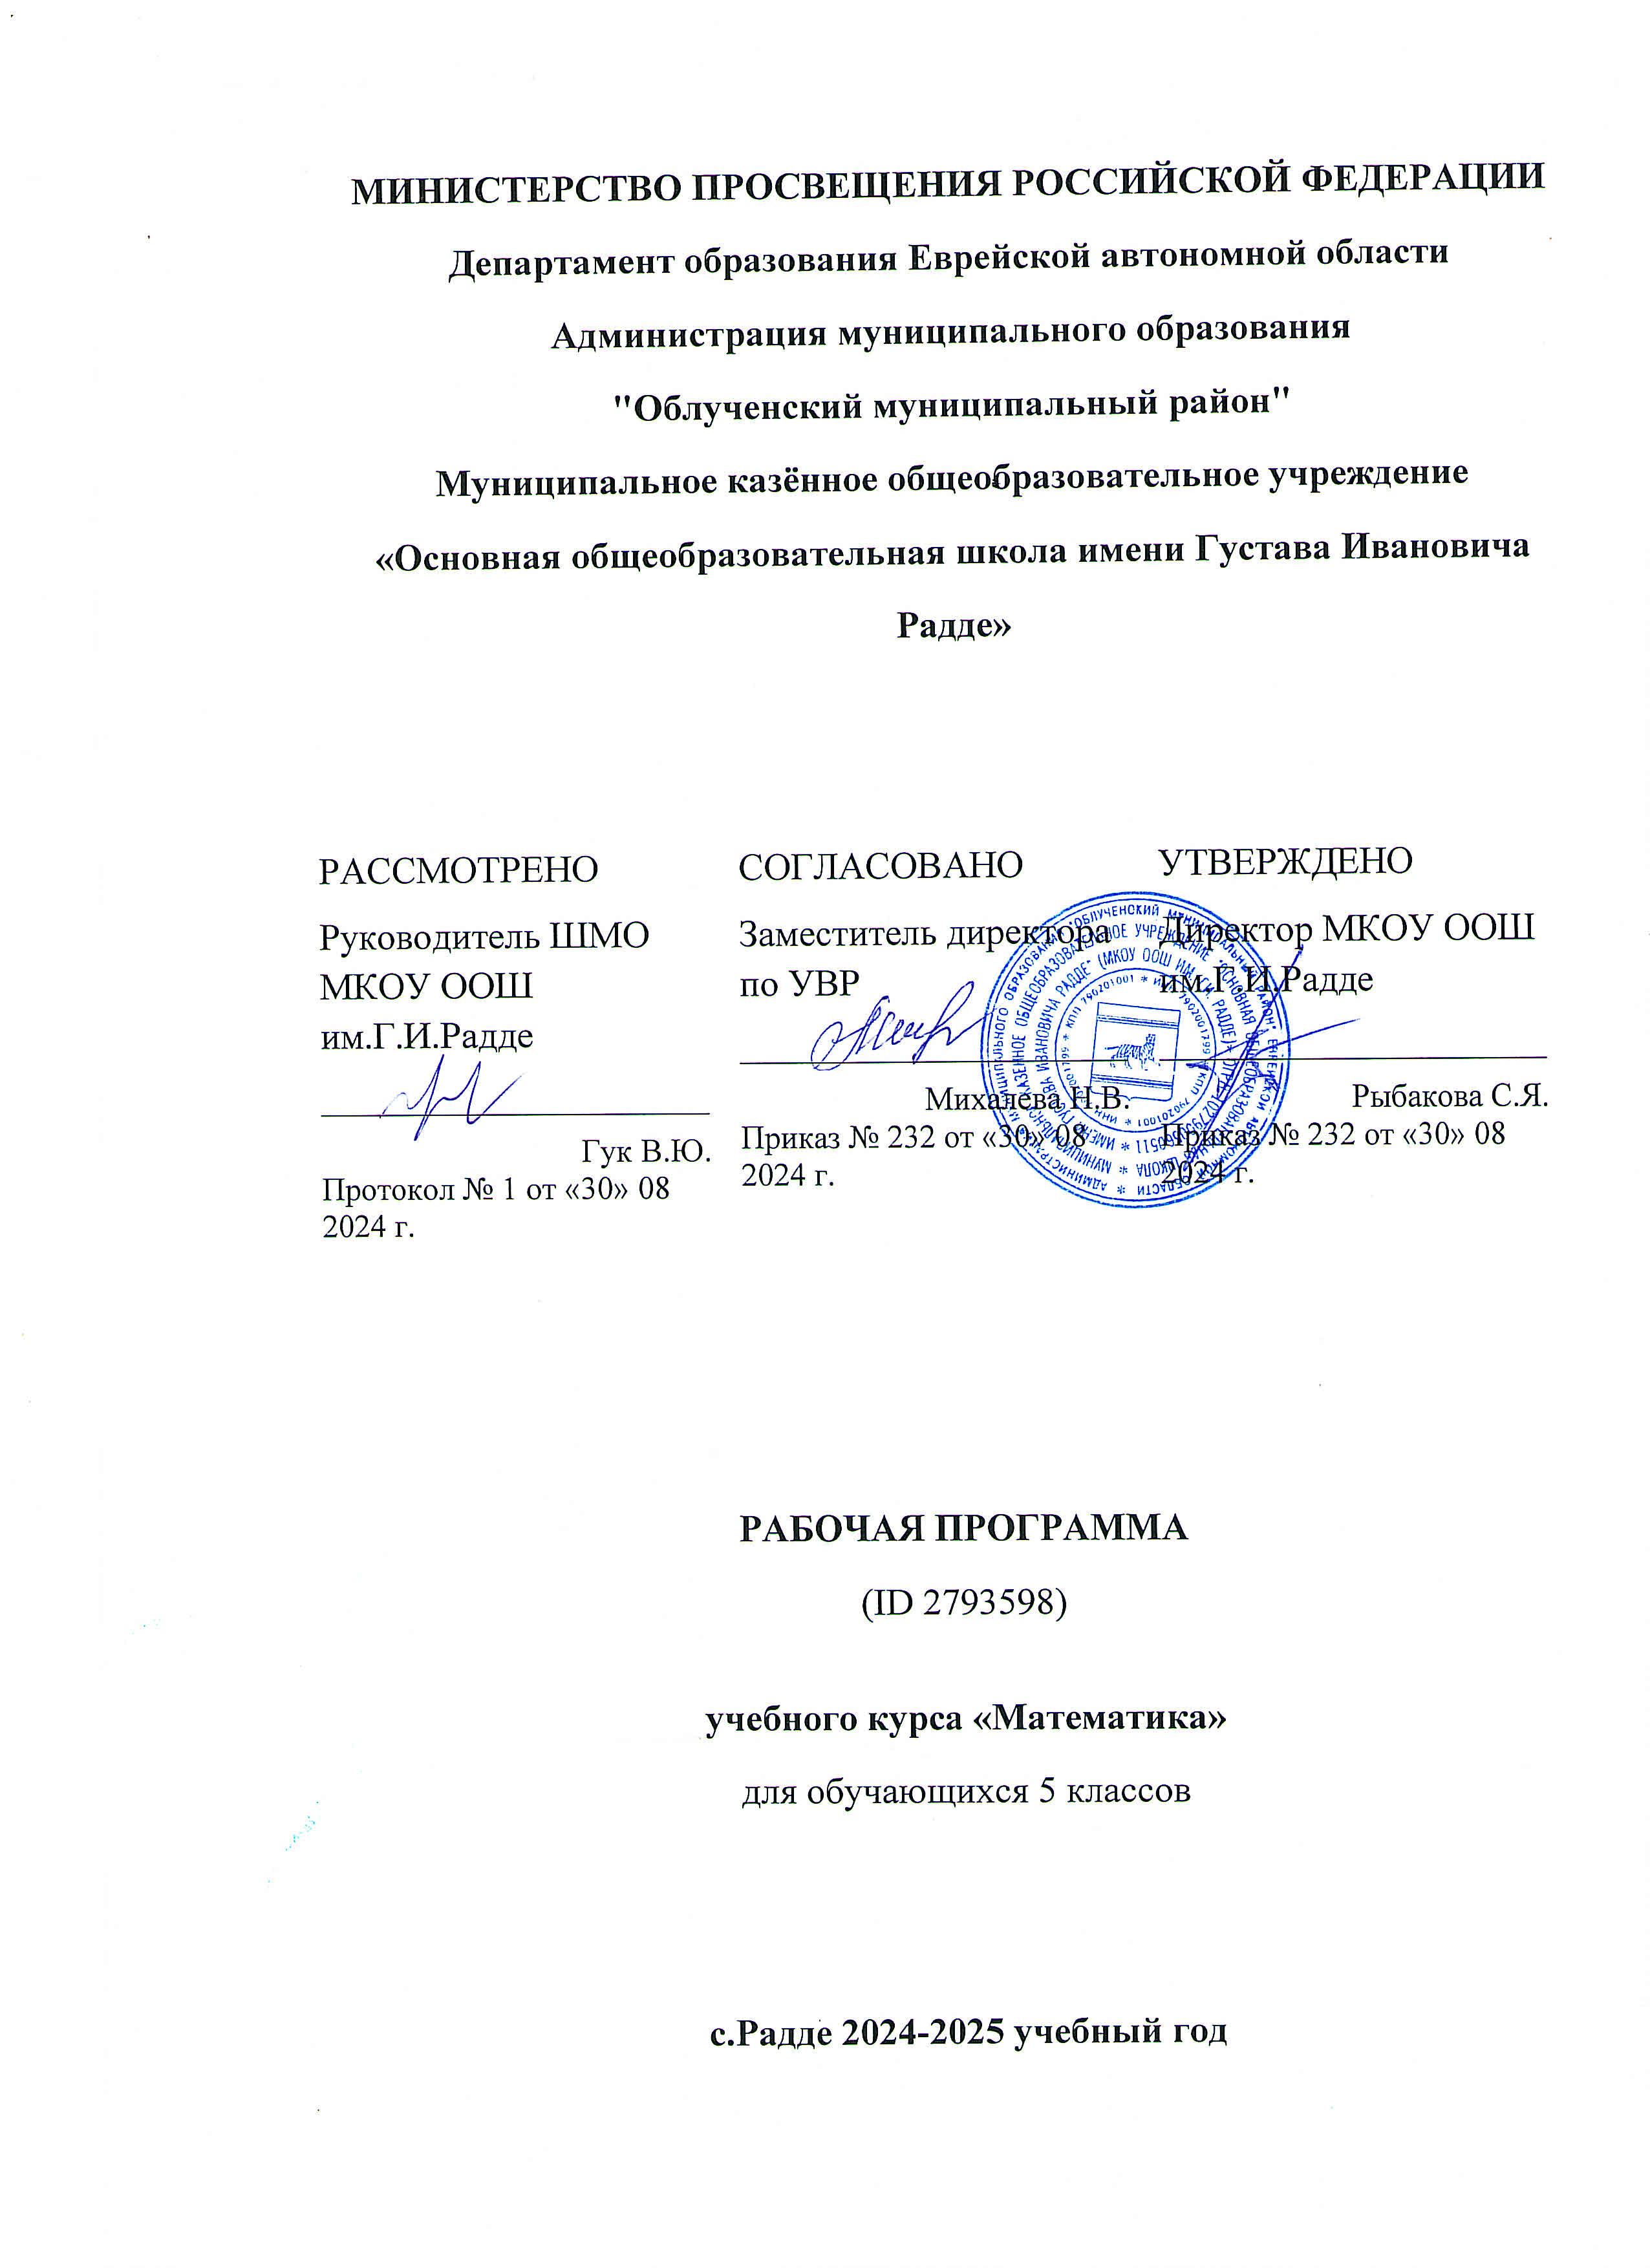 МИНИСТЕРСТВО ПРОСВЕЩЕНИЯ РОССИЙСКОЙ ФЕДЕРАЦИИ
Департамент образования Еврейской автономной области
Администрация муниципального образования
"Облученский муниципальный район"
Муниципальное казённое общеобразовательное учреждение
«Основная общеобразовательная школа имени Густава Ивановича
Радде»
РАССМОТРЕНО
Руководитель ШМО
МКОУ ООШ
им.Г.И.Радде
Гук В.Ю.
Протокол № 1 от «30» 08
2024 г.
СОГЛАСОВАНО
Заместитель директора
по УВР
Михалева Н.В.
Приказ № 232 от «30» 08
2024 г.
УТВЕРЖДЕНО
Директор МКОУ ООШ
им.Г.И.Радде
Рыбакова С.Я.
Приказ № 232 от «30» 08
2024 г.
РАБОЧАЯ ПРОГРАММА
(ID 2793598)
учебного курса «Математика»
для обучающихся 5 классов
с.Радде 2024-2025 учебный год